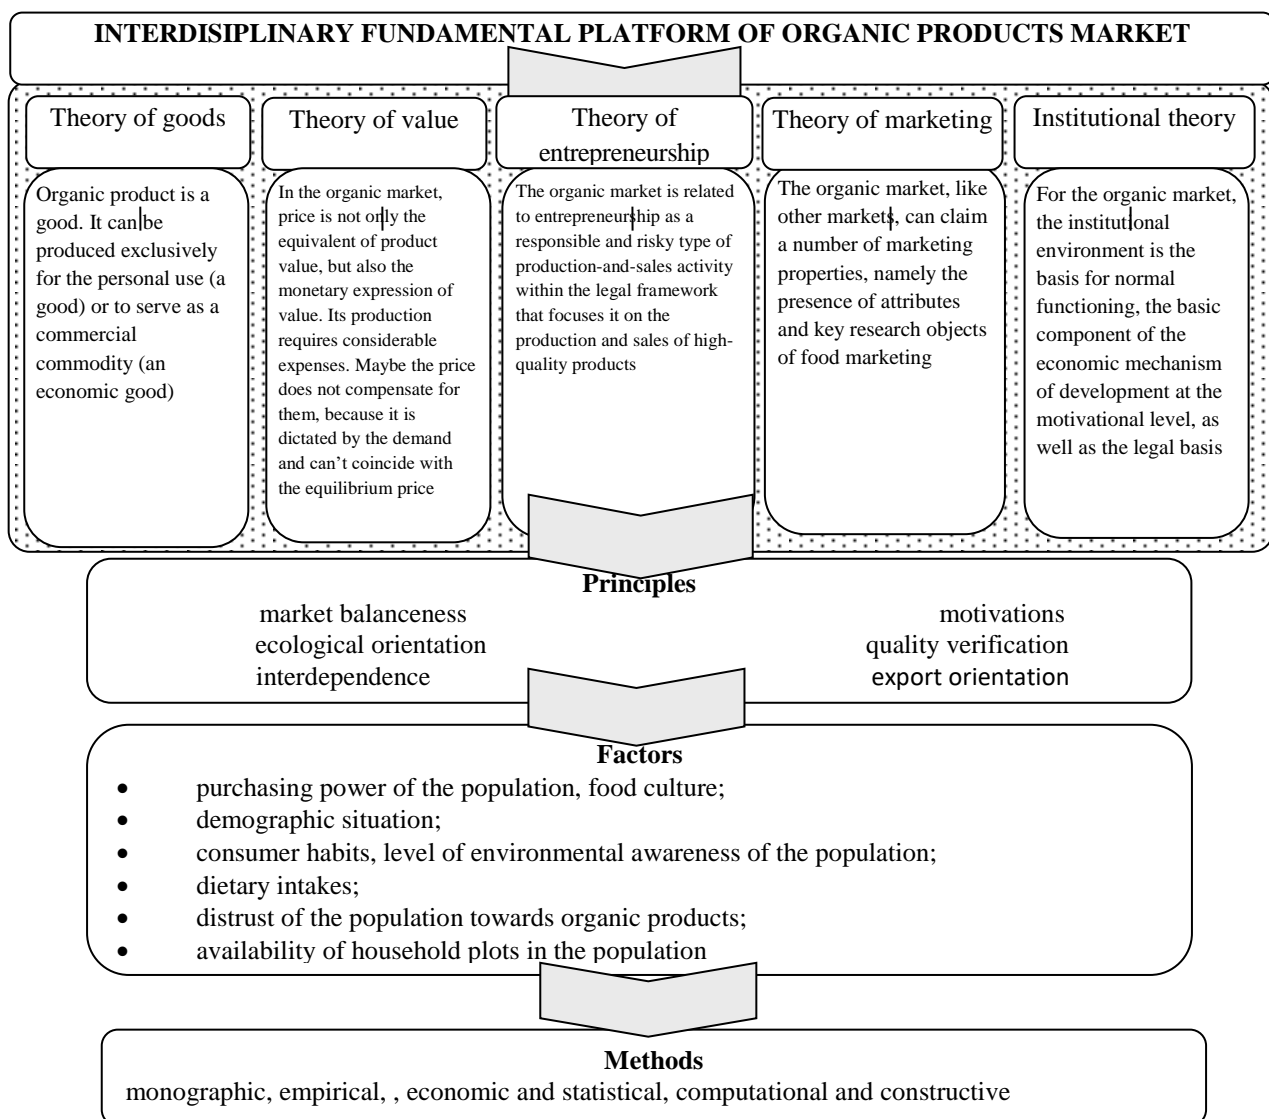 INTERDISIPLINARY FUNDAMENTAL PLATFORM OF ORGANIC PRODUCTS MARKET
Theory of goods
Organic product is a
good. It can be
produced exclusively
for the personal use (a
good) or to serve as a
commercial
commodity (an
economic good)
Theory of value
In the organic market,
price is not only the
equivalent of product
value, but also the
monetary expression of
value. Its production
requires considerable
expenses. Maybe the price
does not compensate for
them, because it is
dictated by the demand
and can't coincide with
the equilibrium price
Theory of
entrepreneurship
The organic market is related
to entrepreneurship as a
responsible and risky type of
production-and-sales activity
within the legal framework
that focuses it on the
production and sales of high-
quality products
Theory of marketing
The organic market, like
other markets, can claim
a number of marketing
properties, namely the
presence of attributes
and key research objects
of food marketing
Institutional theory
For the organic market,
the institutional
environment is the
basis for normal
functioning, the basic
component of the
economic mechanism
of development at the
motivational level, as
well as the legal basis
Principles
market balanceness
ecological orientation
interdependence
motivations
quality verification
export orientation
Factors
• purchasing power of the population, food culture;
• demographic situation;
• consumer habits, level of environmental awareness of the population;
• dietary intakes;
• distrust of the population towards organic products;
• availability of household plots in the population
Methods
monographic, empirical, , economic and statistical, computational and constructive